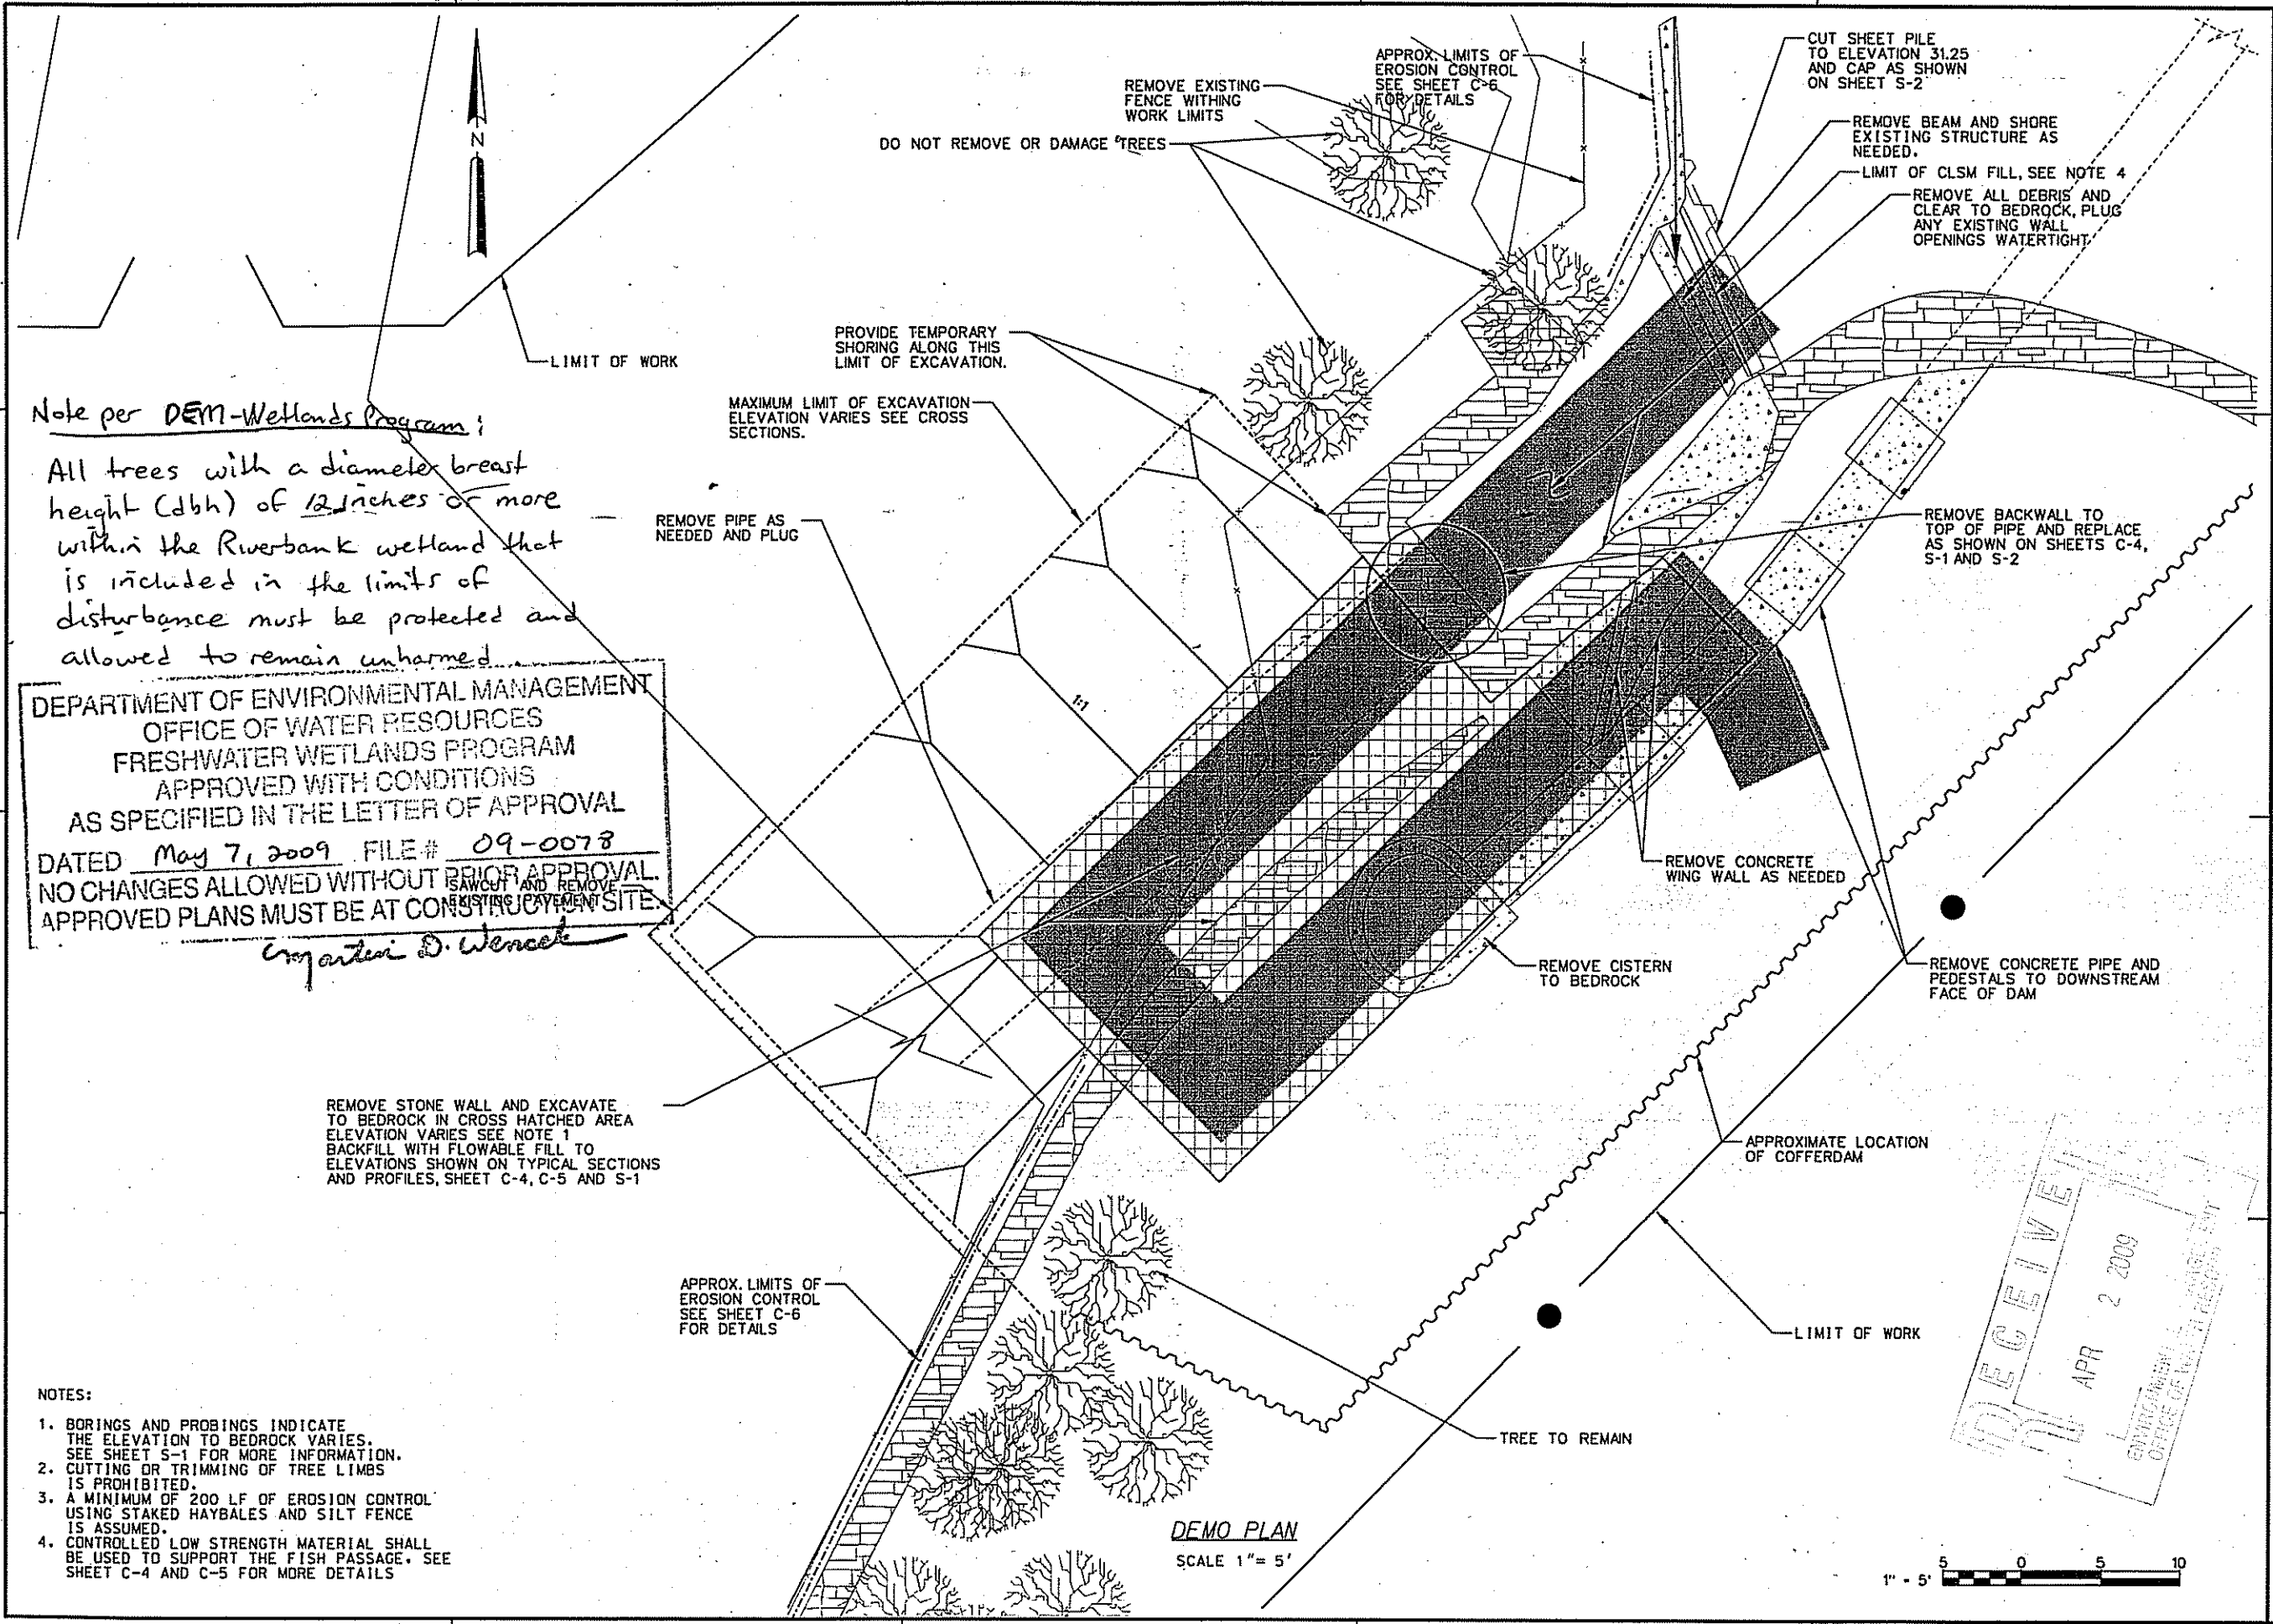 APPROX. LIMITS OF
EROSION CONTROL
SEE SHEET C-6
FOR DETAILS
CUT SHEET PILE
TO ELEVATION 31.25
AND CAP AS SHOWN
ON SHEET S-2
REMOVE EXISTING
FENCE WITHING
WORK LIMITS
DO NOT REMOVE OR DAMAGE TREES
REMOVE BEAM AND SHORE
EXISTING STRUCTURE AS
NEEDED.
LIMIT OF CLSM FILL, SEE NOTE 4
REMOVE ALL DEBRIS AND
CLEAR TO BEDROCK, PLUG
ANY EXISTING WALL
OPENINGS WATERTIGHT
N
LIMIT OF WORK
PROVIDE TEMPORARY
SHORING ALONG THIS
LIMIT OF EXCAVATION.
MAXIMUM LIMIT OF EXCAVATION
ELEVATION VARIES SEE CROSS
SECTIONS.
Note per DEM-Wetlands Program:
All trees with a diameter breast
height (dbh) of 12 inches or more
within the Riverbank wetland that
is included in the limits of
disturbance must be protected and
allowed to remain unharmed
REMOVE PIPE AS
NEEDED AND PLUG
REMOVE BACKWALL TO
TOP OF PIPE AND REPLACE
AS SHOWN ON SHEETS C-4,
S-1 AND S-2
1:1
DEPARTMENT OF ENVIRONMENTAL MANAGEMENT
OFFICE OF WATER RESOURCES
FRESHWATER WETLANDS PROGRAM
APPROVED WITH CONDITIONS
AS SPECIFIED IN THE LETTER OF APPROVAL
DATED May 7, 2009 FILE # 09-0078
NO CHANGES ALLOWED WITHOUT PRIOR APPROVAL.
APPROVED PLANS MUST BE AT CONSTRUCTION SITE.
Martin D. Wencek
SAWCUT AND REMOVE
EXISTING PAVEMENT
REMOVE CONCRETE
WING WALL AS NEEDED
REMOVE CISTERN
TO BEDROCK
REMOVE CONCRETE PIPE AND
PEDESTALS TO DOWNSTREAM
FACE OF DAM
REMOVE STONE WALL AND EXCAVATE
TO BEDROCK IN CROSS HATCHED AREA
ELEVATION VARIES SEE NOTE 1
BACKFILL WITH FLOWABLE FILL TO
ELEVATIONS SHOWN ON TYPICAL SECTIONS
AND PROFILES, SHEET C-4, C-5 AND S-1
APPROXIMATE LOCATION
OF COFFERDAM
APPROX. LIMITS OF
EROSION CONTROL
SEE SHEET C-6
FOR DETAILS
LIMIT OF WORK
TREE TO REMAIN
RECEIVE
APR 2 2009
OFFICE OF
NOTES:
1. BORINGS AND PROBINGS INDICATE
THE ELEVATION TO BEDROCK VARIES.
SEE SHEET S-1 FOR MORE INFORMATION.
2. CUTTING OR TRIMMING OF TREE LIMBS
IS PROHIBITED.
3. A MINIMUM OF 200 LF OF EROSION CONTROL
USING STAKED HAYBALES AND SILT FENCE
IS ASSUMED.
4. CONTROLLED LOW STRENGTH MATERIAL SHALL
BE USED TO SUPPORT THE FISH PASSAGE. SEE
SHEET C-4 AND C-5 FOR MORE DETAILS
DEMO PLAN
SCALE 1"= 5'
5 0 5 10
1" - 5'